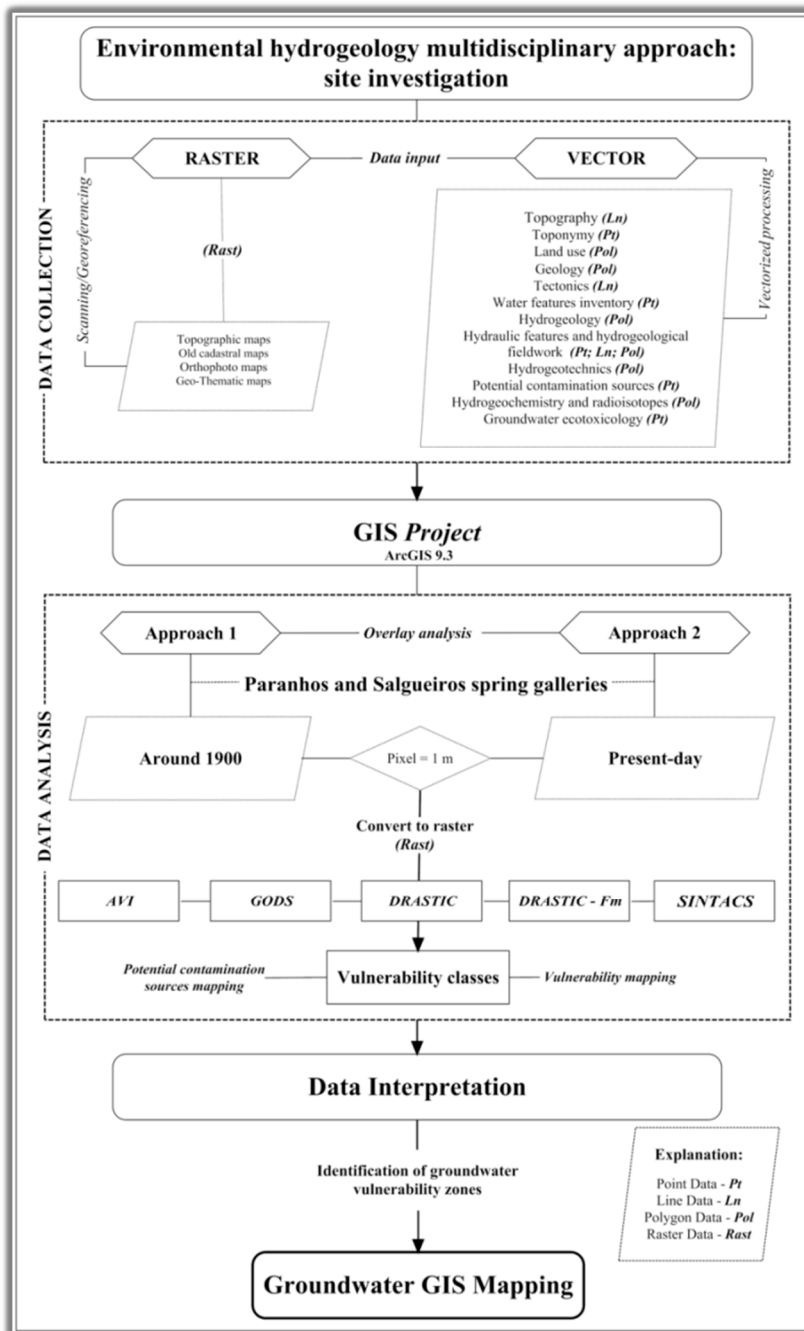 Environmental hydrogeology multidisciplinary approach:
site investigation
DATA COLLECTION
Scanning/Georeferencing
RASTER
Data input
VECTOR
Vectorized processing
(Rast)
Topographic maps
Old cadastral maps
Orthophoto maps
Geo-Thematic maps
Topography (Ln)
Toponymy (Pt)
Land use (Pol)
Geology (Pol)
Tectonics (Ln)
Water features inventory (Pt)
Hydrogeology (Pol)
Hydraulic features and hydrogeological
fieldwork (Pt; Ln; Pol)
Hydrogeotechnics (Pol)
Potential contamination sources (Pt)
Hydrogeochemistry and radioisotopes (Pol)
Groundwater ecotoxicology (Pt)
GIS Project
ArcGIS 9.3
DATA ANALYSIS
Approach 1
Overlay analysis
Approach 2
Paranhos and Salgueiros spring galleries
Around 1900
Pixel = 1 m
Present-day
Convert to raster
(Rast)
AVI
GODS
DRASTIC
DRASTIC - Fm
SINTACS
Potential contamination
sources mapping
Vulnerability classes
Vulnerability mapping
Data Interpretation
Identification of groundwater
vulnerability zones
Explanation:
Point Data - Pt
Line Data - Ln
Polygon Data - Pol
Raster Data - Rast
Groundwater GIS Mapping